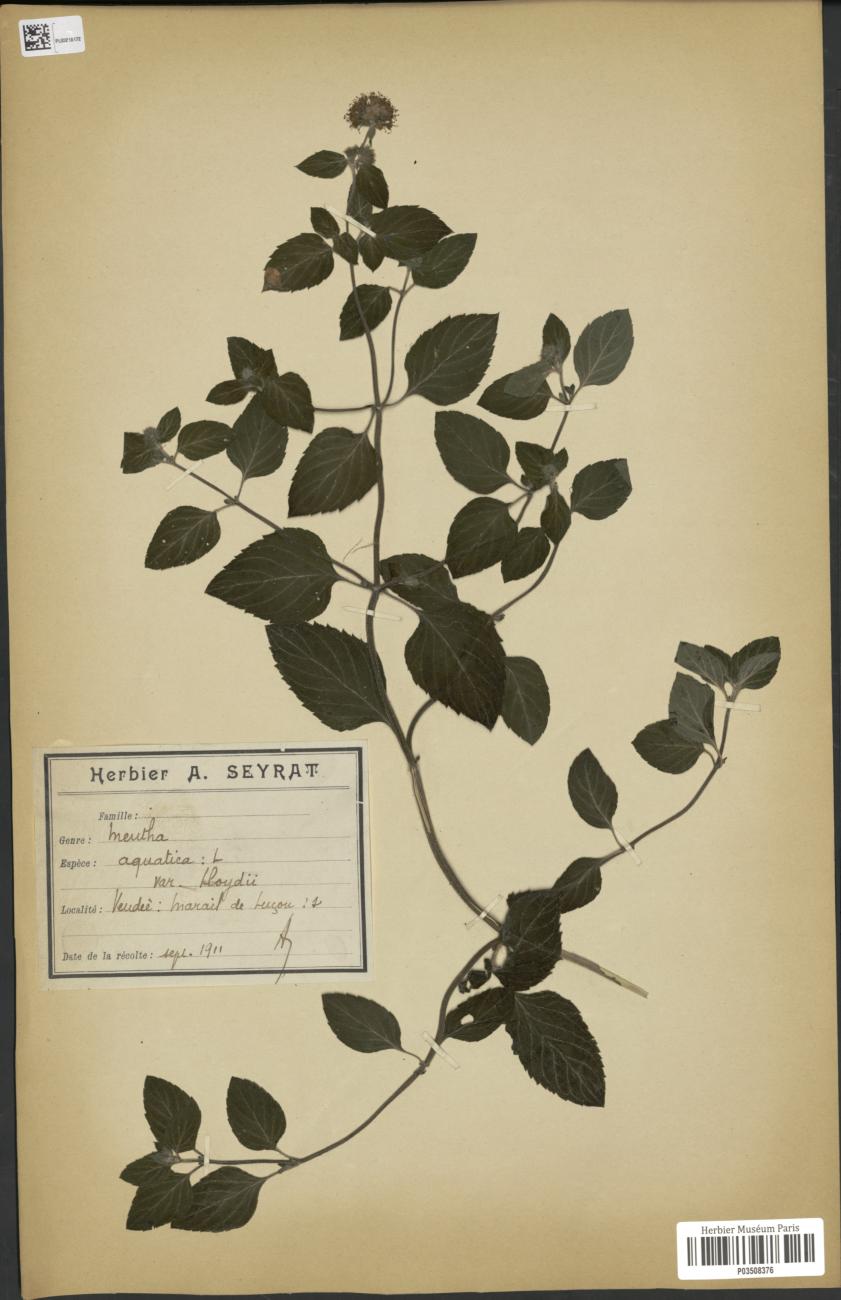 Herbier A. SEYRAT
Famille :
Genre : Mentha
Espèce : aquatica : L
var. Lloydii
Localité : Vendée : marais de Luçon :
Date de la récolte : sept. 1911
Herbier Muséum Paris
P03508376